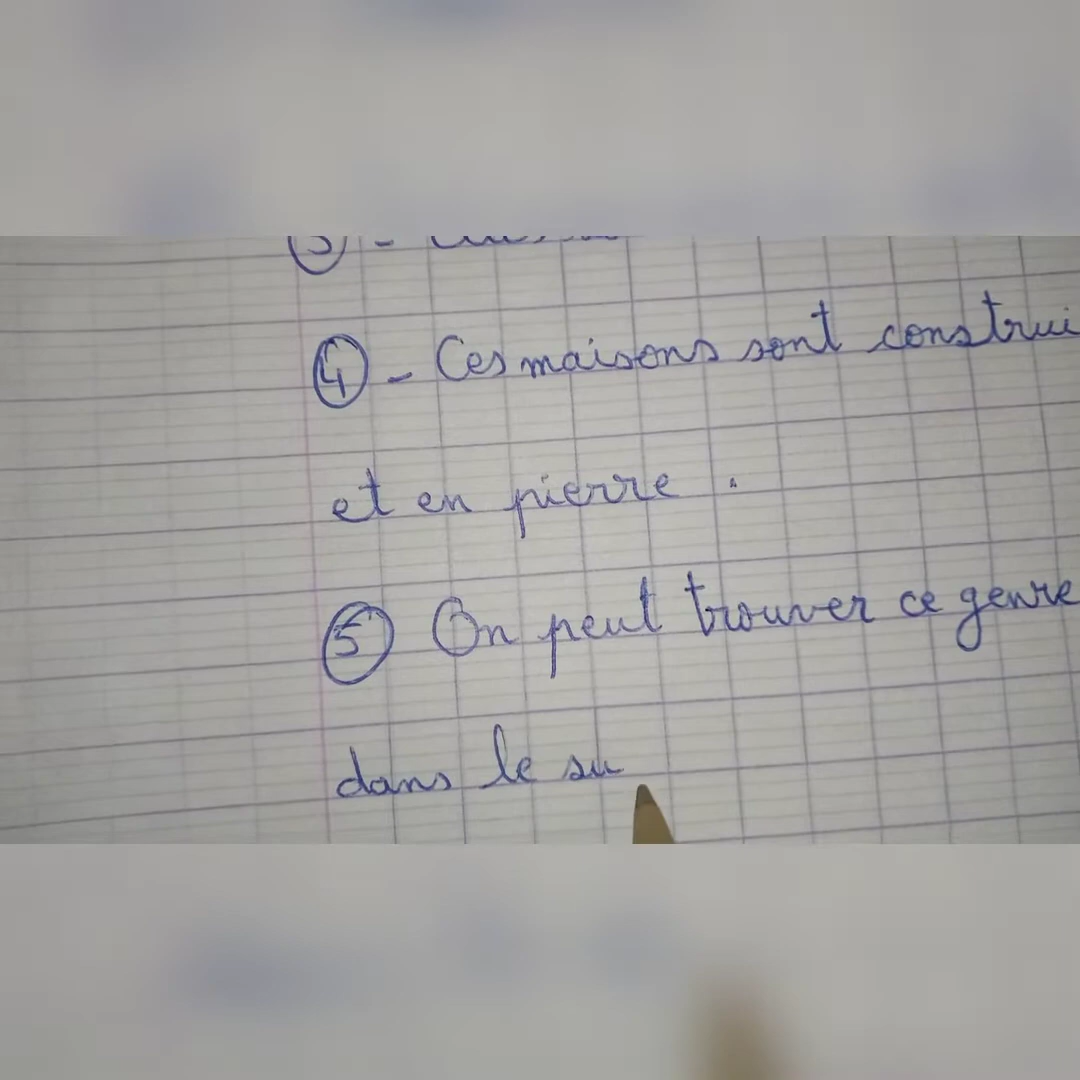 ④ - Ces maisons sont construi
et en pierre .
⑤ On peut trouver ce genre
dans le su